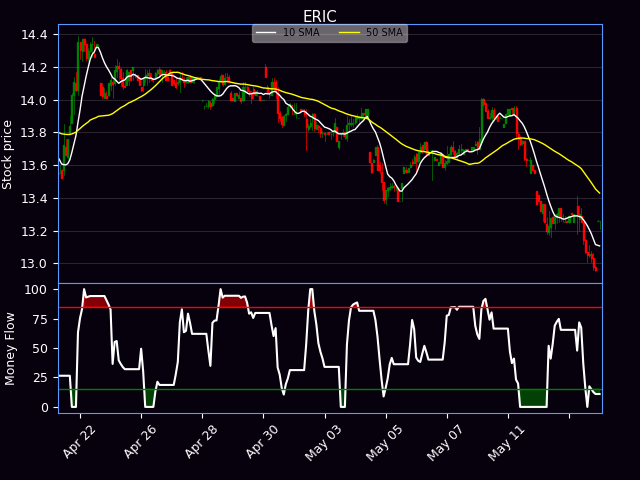 ERIC
10 SMA 50 SMA
Stock price
14.4
14.2
14.0
13.8
13.6
13.4
13.2
13.0
Money Flow
100
75
50
25
0
Apr 22 Apr 26 Apr 28 Apr 30 May 03 May 05 May 07 May 11